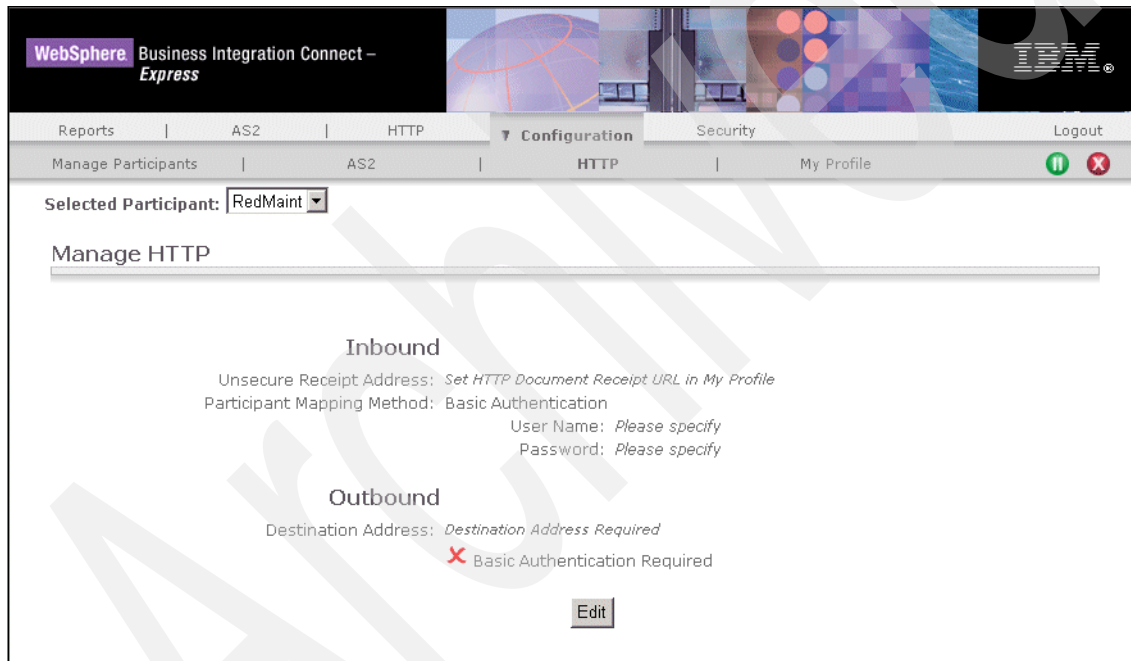 WebSphere. Business Integration Connect –
Express
IBM®
Reports | AS2 | HTTP Configuration Security Logout
Manage Participants | AS2 | HTTP | My Profile
Selected Participant: RedMaint
Manage HTTP
Inbound
Unsecure Receipt Address: Set HTTP Document Receipt URL in My Profile
Participant Mapping Method: Basic Authentication
User Name: Please specify
Password: Please specify
Outbound
Destination Address: Destination Address Required
Basic Authentication Required
Edit